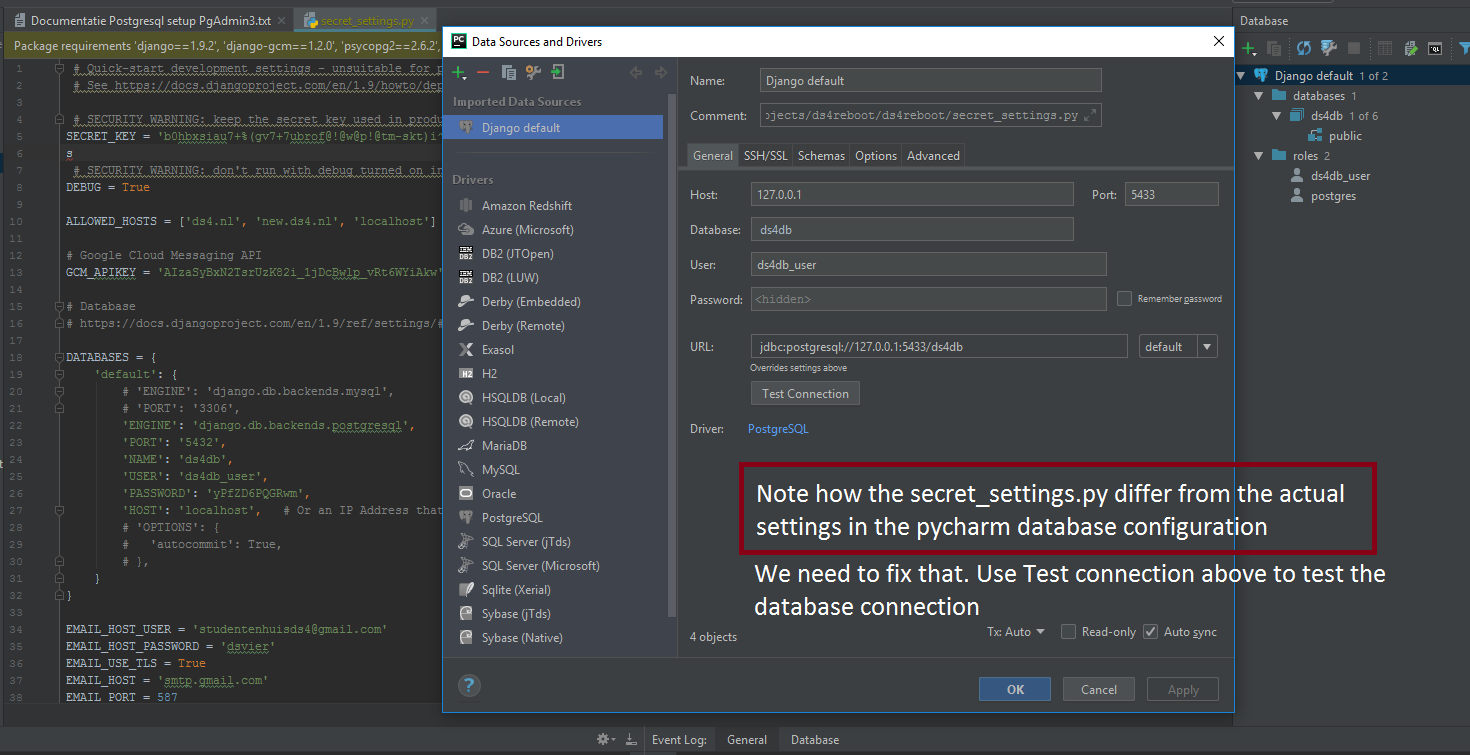 Documentatie Postgresql setup PgAdmin3.txt
secret_settings.py
Package requirements 'django==1.9.2', 'django-gcm==1.2.0', 'psycopg2==2.6.2',
1 # Quick-start development settings - unsuitable for p
2 # See https://docs.djangoproject.com/en/1.9/howto/dep
3
4 # SECURITY WARNING: keep the secret key used in produ
5 SECRET_KEY = 'b0hbxsiau7+%(gv7+7ubrof@!@w@p!@tm-skt)i^
6 s
7 # SECURITY WARNING: don't run with debug turned on in
8 DEBUG = True
9
10 ALLOWED_HOSTS = ['ds4.nl', 'new.ds4.nl', 'localhost']
11
12 # Google Cloud Messaging API
13 GCM_APIKEY = 'AIzaSyBxN2TsrUzK82i_1jDcBwlp_vRt6WYiAkw'
14
15 # Database
16 # https://docs.djangoproject.com/en/1.9/ref/settings/#
17
18 DATABASES = {
19 'default': {
20 # 'ENGINE': 'django.db.backends.mysql',
21 # 'PORT': '3306',
22 'ENGINE': 'django.db.backends.postgresql',
23 'PORT': '5432',
24 'NAME': 'ds4db',
25 'USER': 'ds4db_user',
26 'PASSWORD': 'yPfZD6PQGRwm',
27 'HOST': 'localhost', # Or an IP Address that
28 # 'OPTIONS': {
29 # 'autocommit': True,
30 # },
31 }
32 }
33
34 EMAIL_HOST_USER = 'studentenhuisds4@gmail.com'
35 EMAIL_HOST_PASSWORD = 'dsvier'
36 EMAIL_USE_TLS = True
37 EMAIL_HOST = 'smtp.gmail.com'
38 EMAIL_PORT = 587
PC Data Sources and Drivers
Imported Data Sources
Django default
Drivers
Amazon Redshift
Azure (Microsoft)
IBM DB2 DB2 (JTOpen)
IBM DB2 DB2 (LUW)
Derby (Embedded)
Derby (Remote)
Exasol
H2 H2
HSQLDB (Local)
HSQLDB (Remote)
MariaDB
MySQL
Oracle
PostgreSQL
SQL Server (jTds)
SQL Server (Microsoft)
Sqlite (Xerial)
Sybase (jTds)
Sybase (Native)
?
Name: Django default
Comment: ojects/ds4reboot/ds4reboot/secret_settings.py
General SSH/SSL Schemas Options Advanced
Host: 127.0.0.1 Port: 5433
Database: ds4db
User: ds4db_user
Password: <hidden> Remember password
URL: jdbc:postgresql://127.0.0.1:5433/ds4db default
Overrides settings above
Test Connection
Driver: PostgreSQL
Note how the secret_settings.py differ from the actual
settings in the pycharm database configuration
We need to fix that. Use Test connection above to test the
database connection
4 objects Tx: Auto Read-only Auto sync
OK Cancel Apply
Database
QL
Django default 1 of 2
databases 1
ds4db 1 of 6
public
roles 2
ds4db_user
postgres
Event Log: General Database